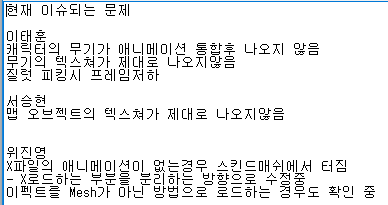 현재 이슈되는 문제
이태훈
캐릭터의 무기가 애니메이션 통합후 나오지 않음
무기의 텍스쳐가 제대로 나오지않음
질럿 피킹시 프레임저하
서승현
맵 오브젝트의 텍스쳐가 제대로 나오지않음
위진영
X파일의 애니메이션이 없는경우 스킨드매쉬에서 터짐
- X로드하는 부분을 분리하는 방향으로 수정중
이펙트를 Mesh가 아닌 방법으로 로드하는 경우도 확인 중